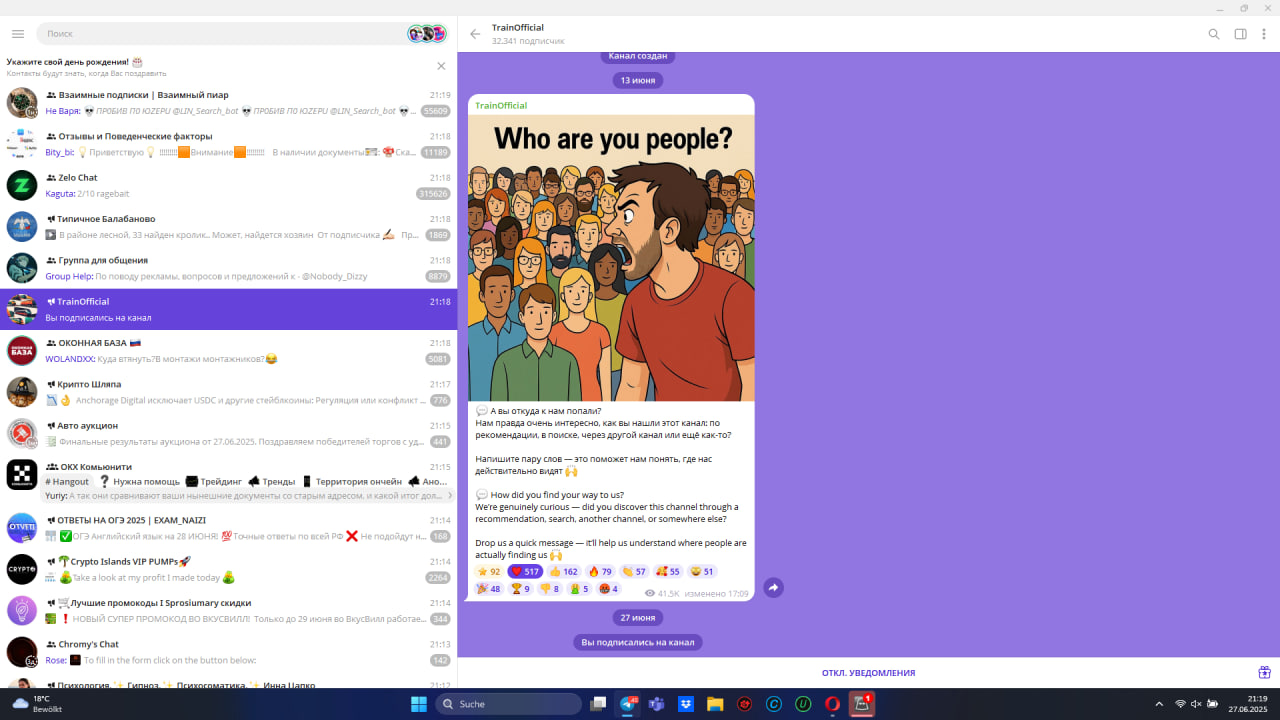 Поиск
Укажите свой день рождения! 🎂
Контакты будут знать, когда Вас поздравить
Взаимные подписки | Взаимный пиар 21:19
Не Варя: 💀 ПР0БИВ П0 ЮZEPU @LIN_Search_bot 💀 ПР0БИВ П0 ЮZEPU @LIN_Search_bot 💀 ... 55609
Отзывы и Поведенческие факторы 21:18
Bity_bi: 💡 Приветствую💡 !!!!!!!!!🟧Внимание🟧!!!!!!!!! В наличии документы🪪: 🍄Ска... 11189
Zelo Chat 21:18
Kaguta: 2/10 ragebait 315626
Типичное Балабаново 21:18
▶ В районе лесной, 33 найден кролик.. Может, найдется хозяин От подписчика ✍ Пр... 1869
Группа для общения 21:18
Group Help: По поводу рекламы, вопросов и предложений к - @Nobody_Dizzy 8879
TrainOfficial 21:18
Вы подписались на канал
ОКОННАЯ БАЗА 🇷🇺 21:18
WOLANDXX: Куда втянуть?В монтажи монтажников?😂 5081
Крипто Шляпа 21:17
📉👌 Anchorage Digital исключает USDC и другие стейблкоины: Регуляция или конфликт ... 776
Авто аукцион 21:15
Финальные результаты аукциона от 27.06.2025. Поздравляем победителей торгов с уд... 441
ОКХ Комьюнити 21:15
# Hangout ❓ Нужна помощь Трейдинг Тренды Территория ончейн Ано...
Yuriy: А так они сравнивают ваши нынешние документы со старым адресом, и какой итог дол...
ОТВЕТЫ НА ОГЭ 2025 | EXAM_NAIZI 21:14
✅ОГЭ Английский язык на 28 ИЮНЯ! 💯Точные ответы по всей РФ ❌ Не подойдут н... 168
🌴Crypto Islands VIP PUMPs🚀 21:14
🤑Take a look at my profit I made today🤑 2264
🛒Лучшие промокоды I Sprosiumary скидки 21:14
❗ НОВЫЙ СУПЕР ПРОМОКОД ВО ВКУСВИЛЛ! Только до 29 июня во ВкусВилл работае... 344
Chromy's Chat 21:13
Rose: To fill in the form click on the button below: 142
Психология. ✨ Гипноз. ✨ Психосоматика. ✨ Инна Цапко 21:12
ОКОННАЯ
БАЗА
ОТВЕТЫ
CRYPTO
TrainOfficial
32.341 подписчик
Канал создан
13 июня
TrainOfficial
Who are you people?
💬 А вы откуда к нам попали?
Нам правда очень интересно, как вы нашли этот канал: по
рекомендации, в поиске, через другой канал или ещё как-то?
Напишите пару слов — это поможет нам понять, где нас
действительно видят 🙌
💬 How did you find your way to us?
We're genuinely curious — did you discover this channel through a
recommendation, search, another channel, or somewhere else?
Drop us a quick message — it'll help us understand where people are
actually finding us 🙌
⭐ 92 ❤ 517 👍 162 🔥 79 👏 57 🥰 55 😁 51
🎉 48 🏆 9 👎 8 5 🤬 4
41.5K изменено 17:09
27 июня
Вы подписались на канал
ОТКЛ. УВЕДОМЛЕНИЯ
18°C
Bewölkt
Suche
21:19
27.06.2025